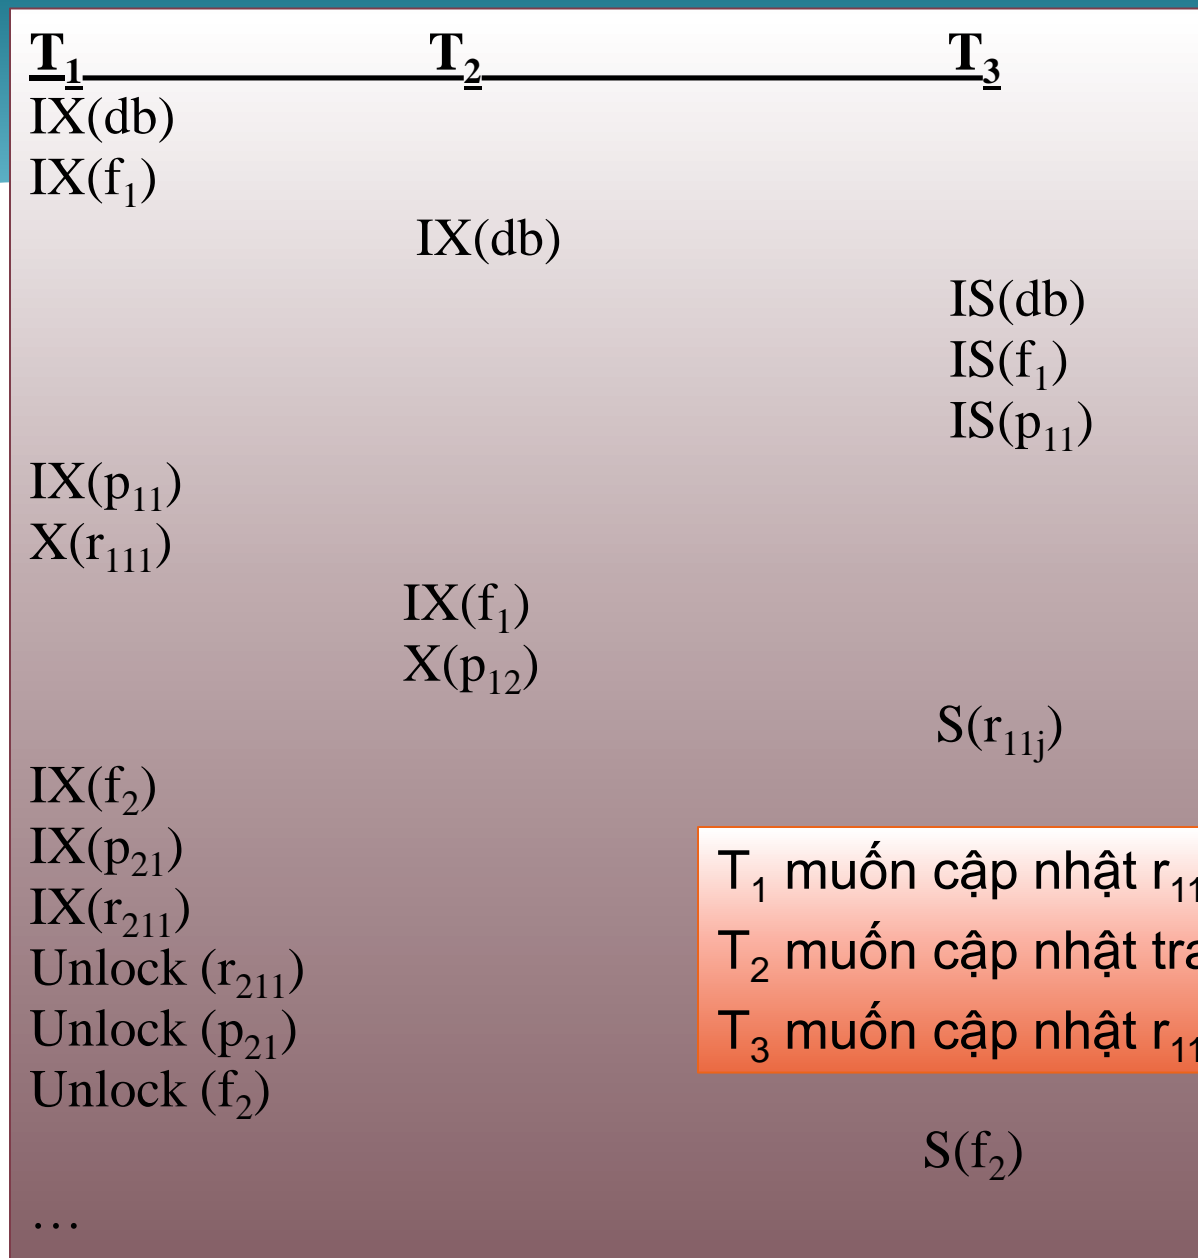 T₁ T₂ T₃
IX(db)
IX(f₁)
IX(db)
IS(db)
IS(f₁)
IS(p₁₁)
IX(p₁₁)
X(r₁₁₁)
IX(f₁)
X(p₁₂)
S(r₁₁ⱼ)
IX(f₂)
IX(p₂₁)
IX(r₂₁₁)
Unlock (r₂₁₁)
Unlock (p₂₁)
Unlock (f₂)
S(f₂)
…
T₁ muốn cập nhật r₁₁
T₂ muốn cập nhật
T₃ muốn cập nhật r₁₁